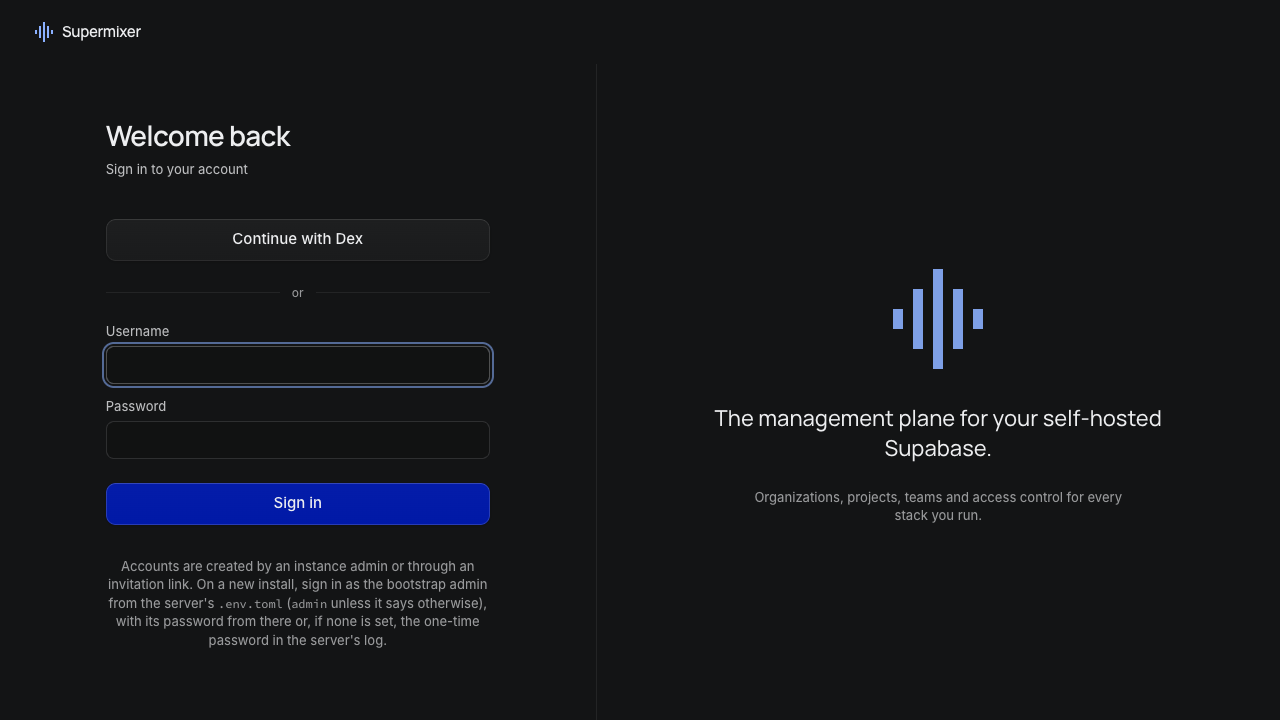 Supermixer
Welcome back
Sign in to your account
Continue with Dex
or
Username
Password
Sign in
Accounts are created by an instance admin or through an
invitation link. On a new install, sign in as the bootstrap admin
from the server's .env.toml (admin unless it says otherwise),
with its password from there or, if none is set, the one-time
password in the server's log.
The management plane for your self-hosted
Supabase.
Organizations, projects, teams and access control for every
stack you run.